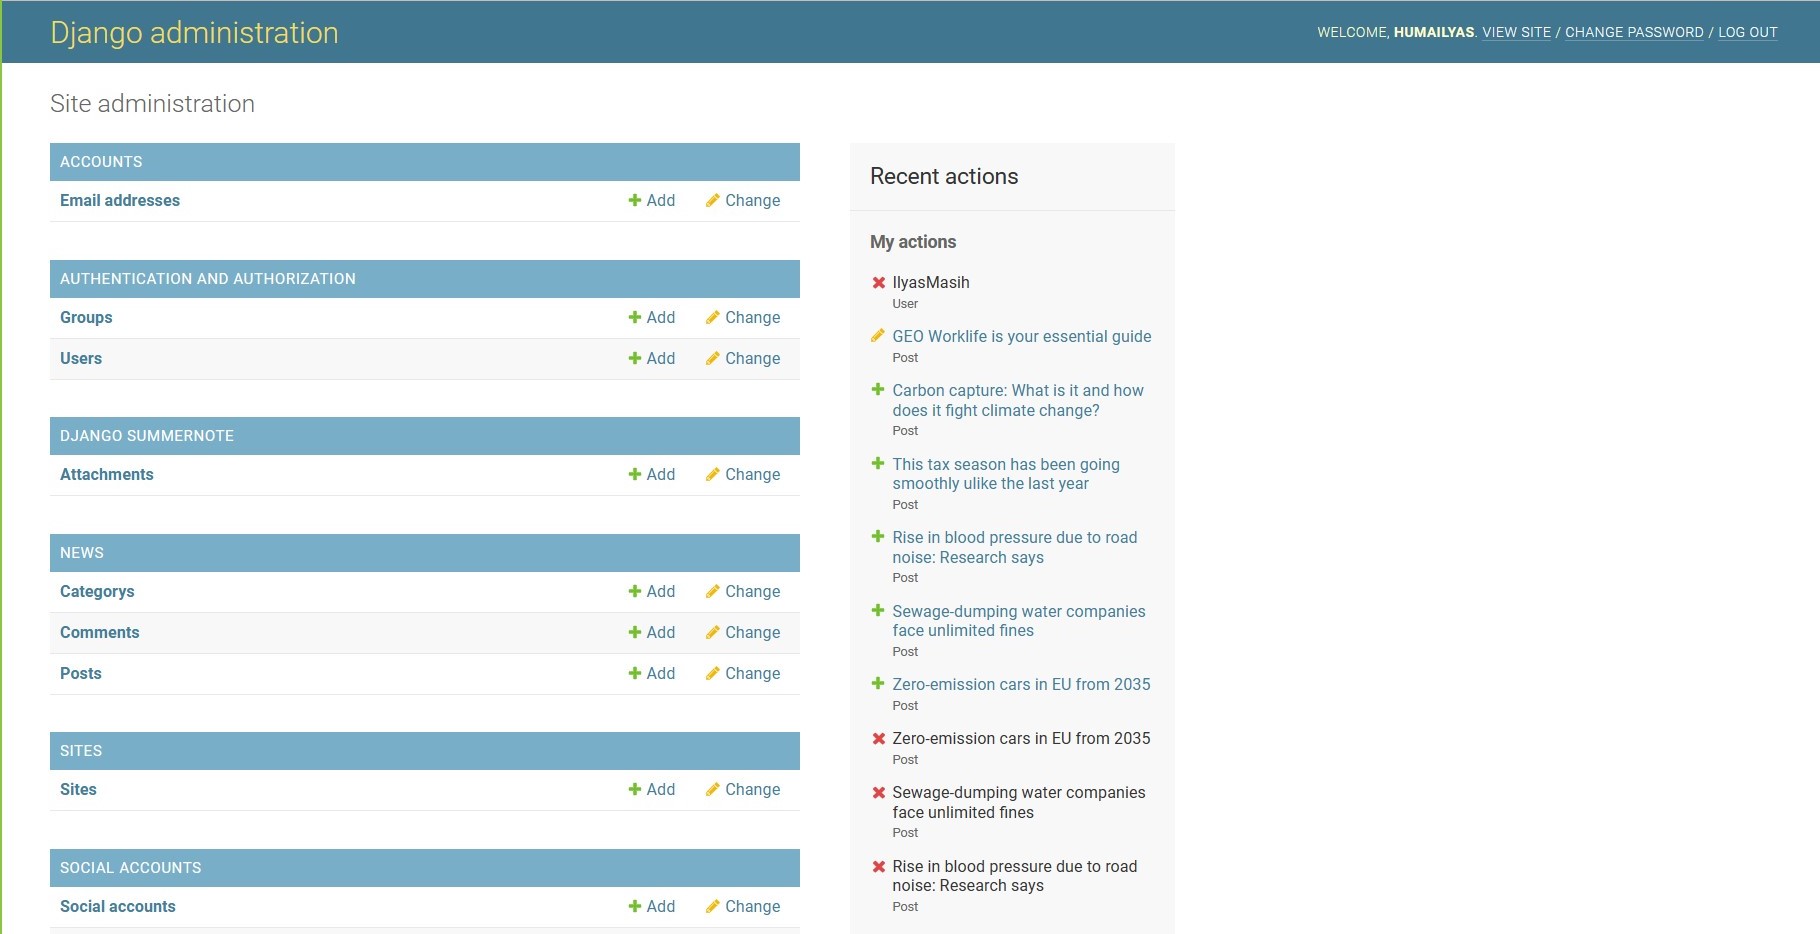 Django administration
WELCOME, HUMAILYAS. VIEW SITE / CHANGE PASSWORD / LOG OUT
Site administration
ACCOUNTS
Email addresses Add Change
AUTHENTICATION AND AUTHORIZATION
Groups Add Change
Users Add Change
DJANGO SUMMERNOTE
Attachments Add Change
NEWS
Categorys Add Change
Comments Add Change
Posts Add Change
SITES
Sites Add Change
SOCIAL ACCOUNTS
Social accounts Add Change
Recent actions
My actions
IlyasMasih
User
GEO Worklife is your essential guide
Post
Carbon capture: What is it and how
does it fight climate change?
Post
This tax season has been going
smoothly ulike the last year
Post
Rise in blood pressure due to road
noise: Research says
Post
Sewage-dumping water companies
face unlimited fines
Post
Zero-emission cars in EU from 2035
Post
Zero-emission cars in EU from 2035
Post
Sewage-dumping water companies
face unlimited fines
Post
Rise in blood pressure due to road
noise: Research says
Post